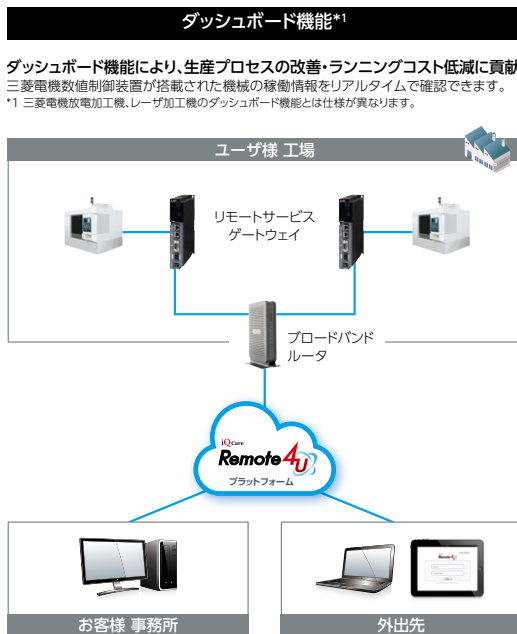 ダッシュボード機能*1
ダッシュボード機能により、生産プロセスの改善・ランニングコスト低減に貢献
三菱電機数値制御装置が搭載された機械の稼働情報をリアルタイムで確認できます。
*1 三菱電機放電加工機、レーザ加工機のダッシュボード機能とは仕様が異なります。
ユーザ様 工場
リモートサービス
ゲートウェイ
ブロードバンド
ルータ
iQ Care
Remote4U
プラットフォーム
お客様 事務所
外出先